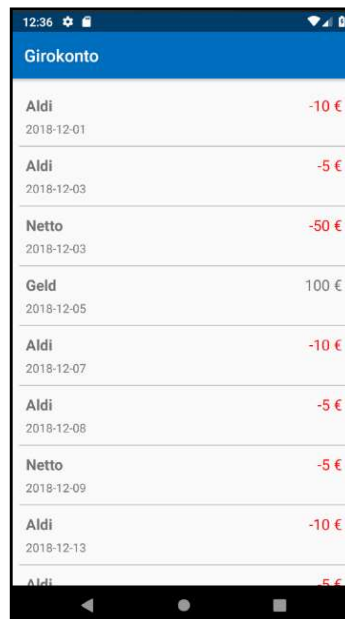 12:36
Girokonto
Aldi -10 €
2018-12-01
Aldi -5 €
2018-12-03
Netto -50 €
2018-12-03
Geld 100 €
2018-12-05
Aldi -10 €
2018-12-07
Aldi -5 €
2018-12-08
Netto -5 €
2018-12-09
Aldi -10 €
2018-12-13
Aldi -5 €